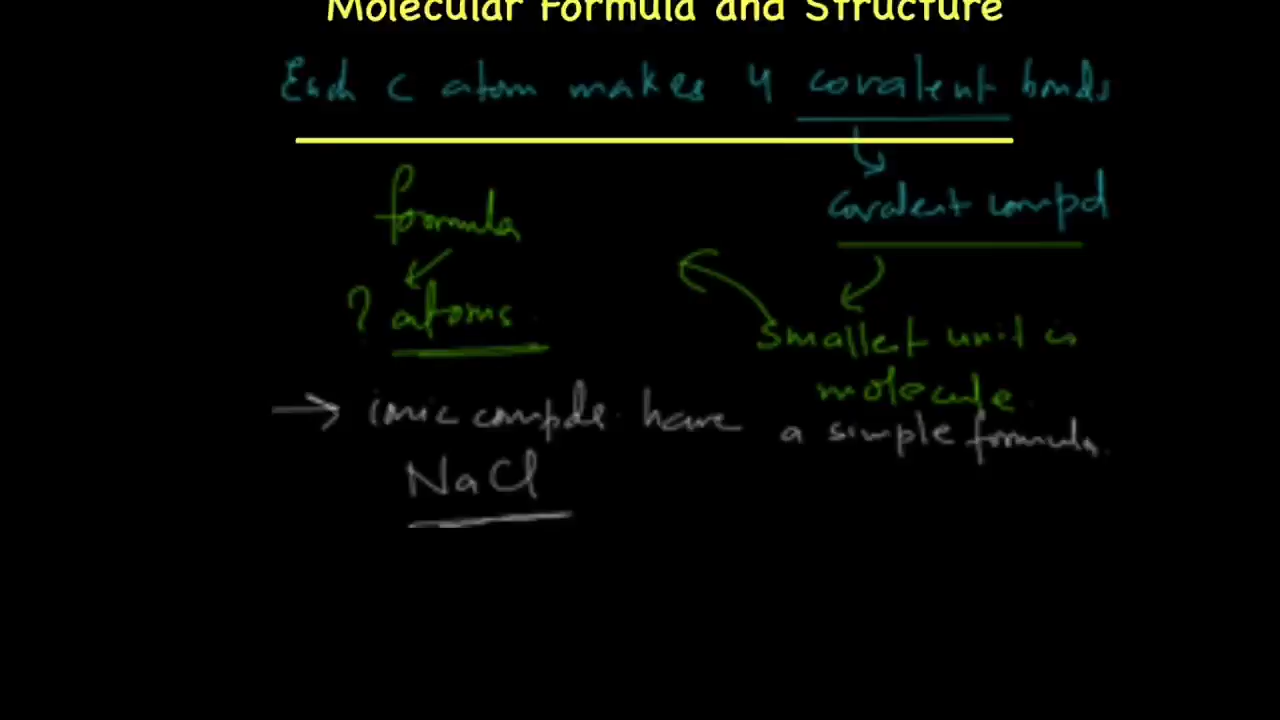 Molecular Formula and Structure
Each C atom makes 4 covalent bonds
covalent compd
formula
? atoms.
Smallest unit is
molecule.
ionic compds. have a simple formula.
NaCl